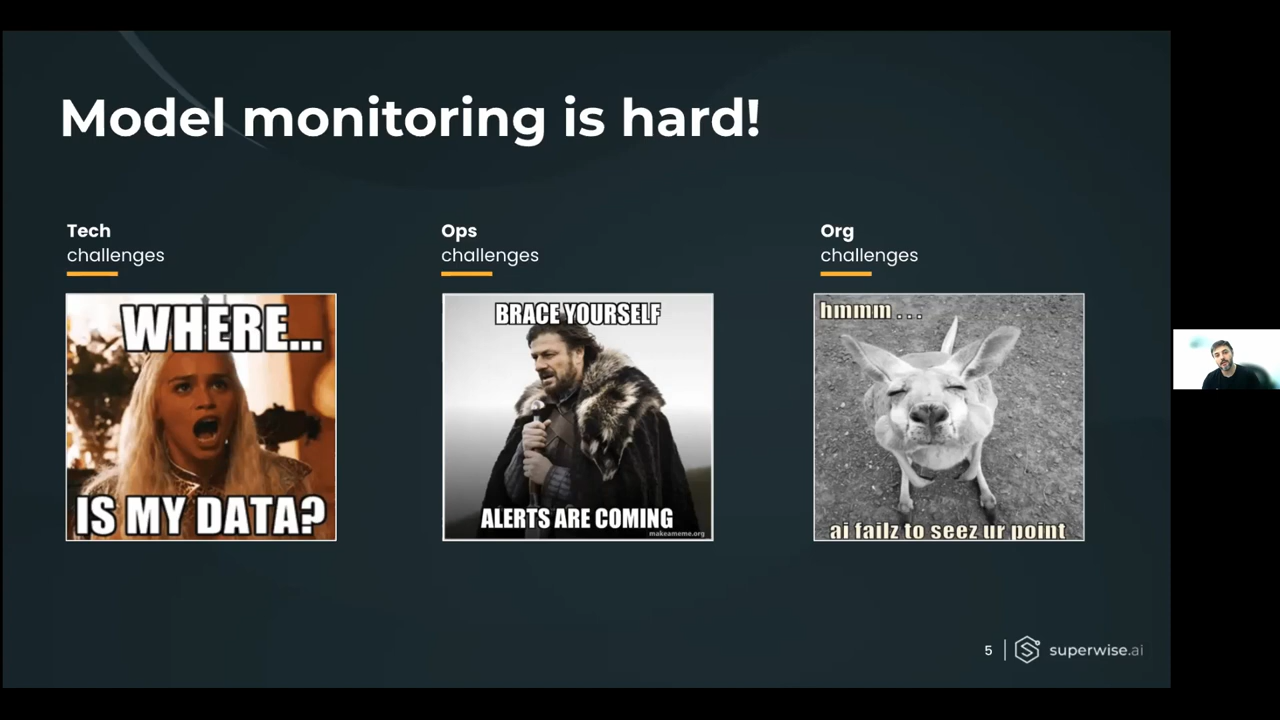 Model monitoring is hard!
Tech
challenges
WHERE...
IS MY DATA?
Ops
challenges
BRACE YOURSELF
ALERTS ARE COMING
makeameme.org
Org
challenges
hmmm . . .
ai failz to seez ur point
5
superwise.ai